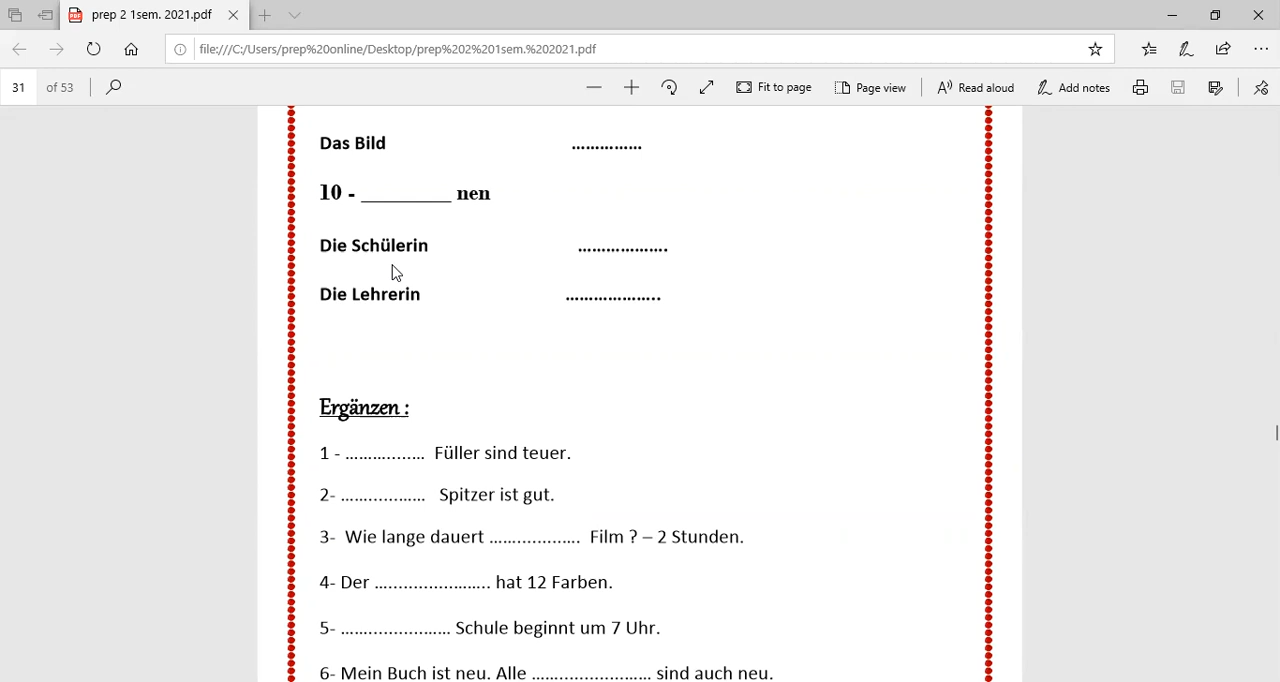 prep 2 1sem. 2021.pdf
file:///C:/Users/prep%20online/Desktop/prep%202%201sem.%202021.pdf
31 of 53 Fit to page Page view Read aloud Add notes
Das Bild ……………
10 - ________ nen
Die Schülerin ……………….
Die Lehrerin ………………..
Ergänzen :
1 - ……………… Füller sind teuer.
2- ……………… Spitzer ist gut.
3- Wie lange dauert ……………… Film ? – 2 Stunden.
4- Der …………………… hat 12 Farben.
5- …………………… Schule beginnt um 7 Uhr.
6- Mein Buch ist neu. Alle …………………… sind auch neu.